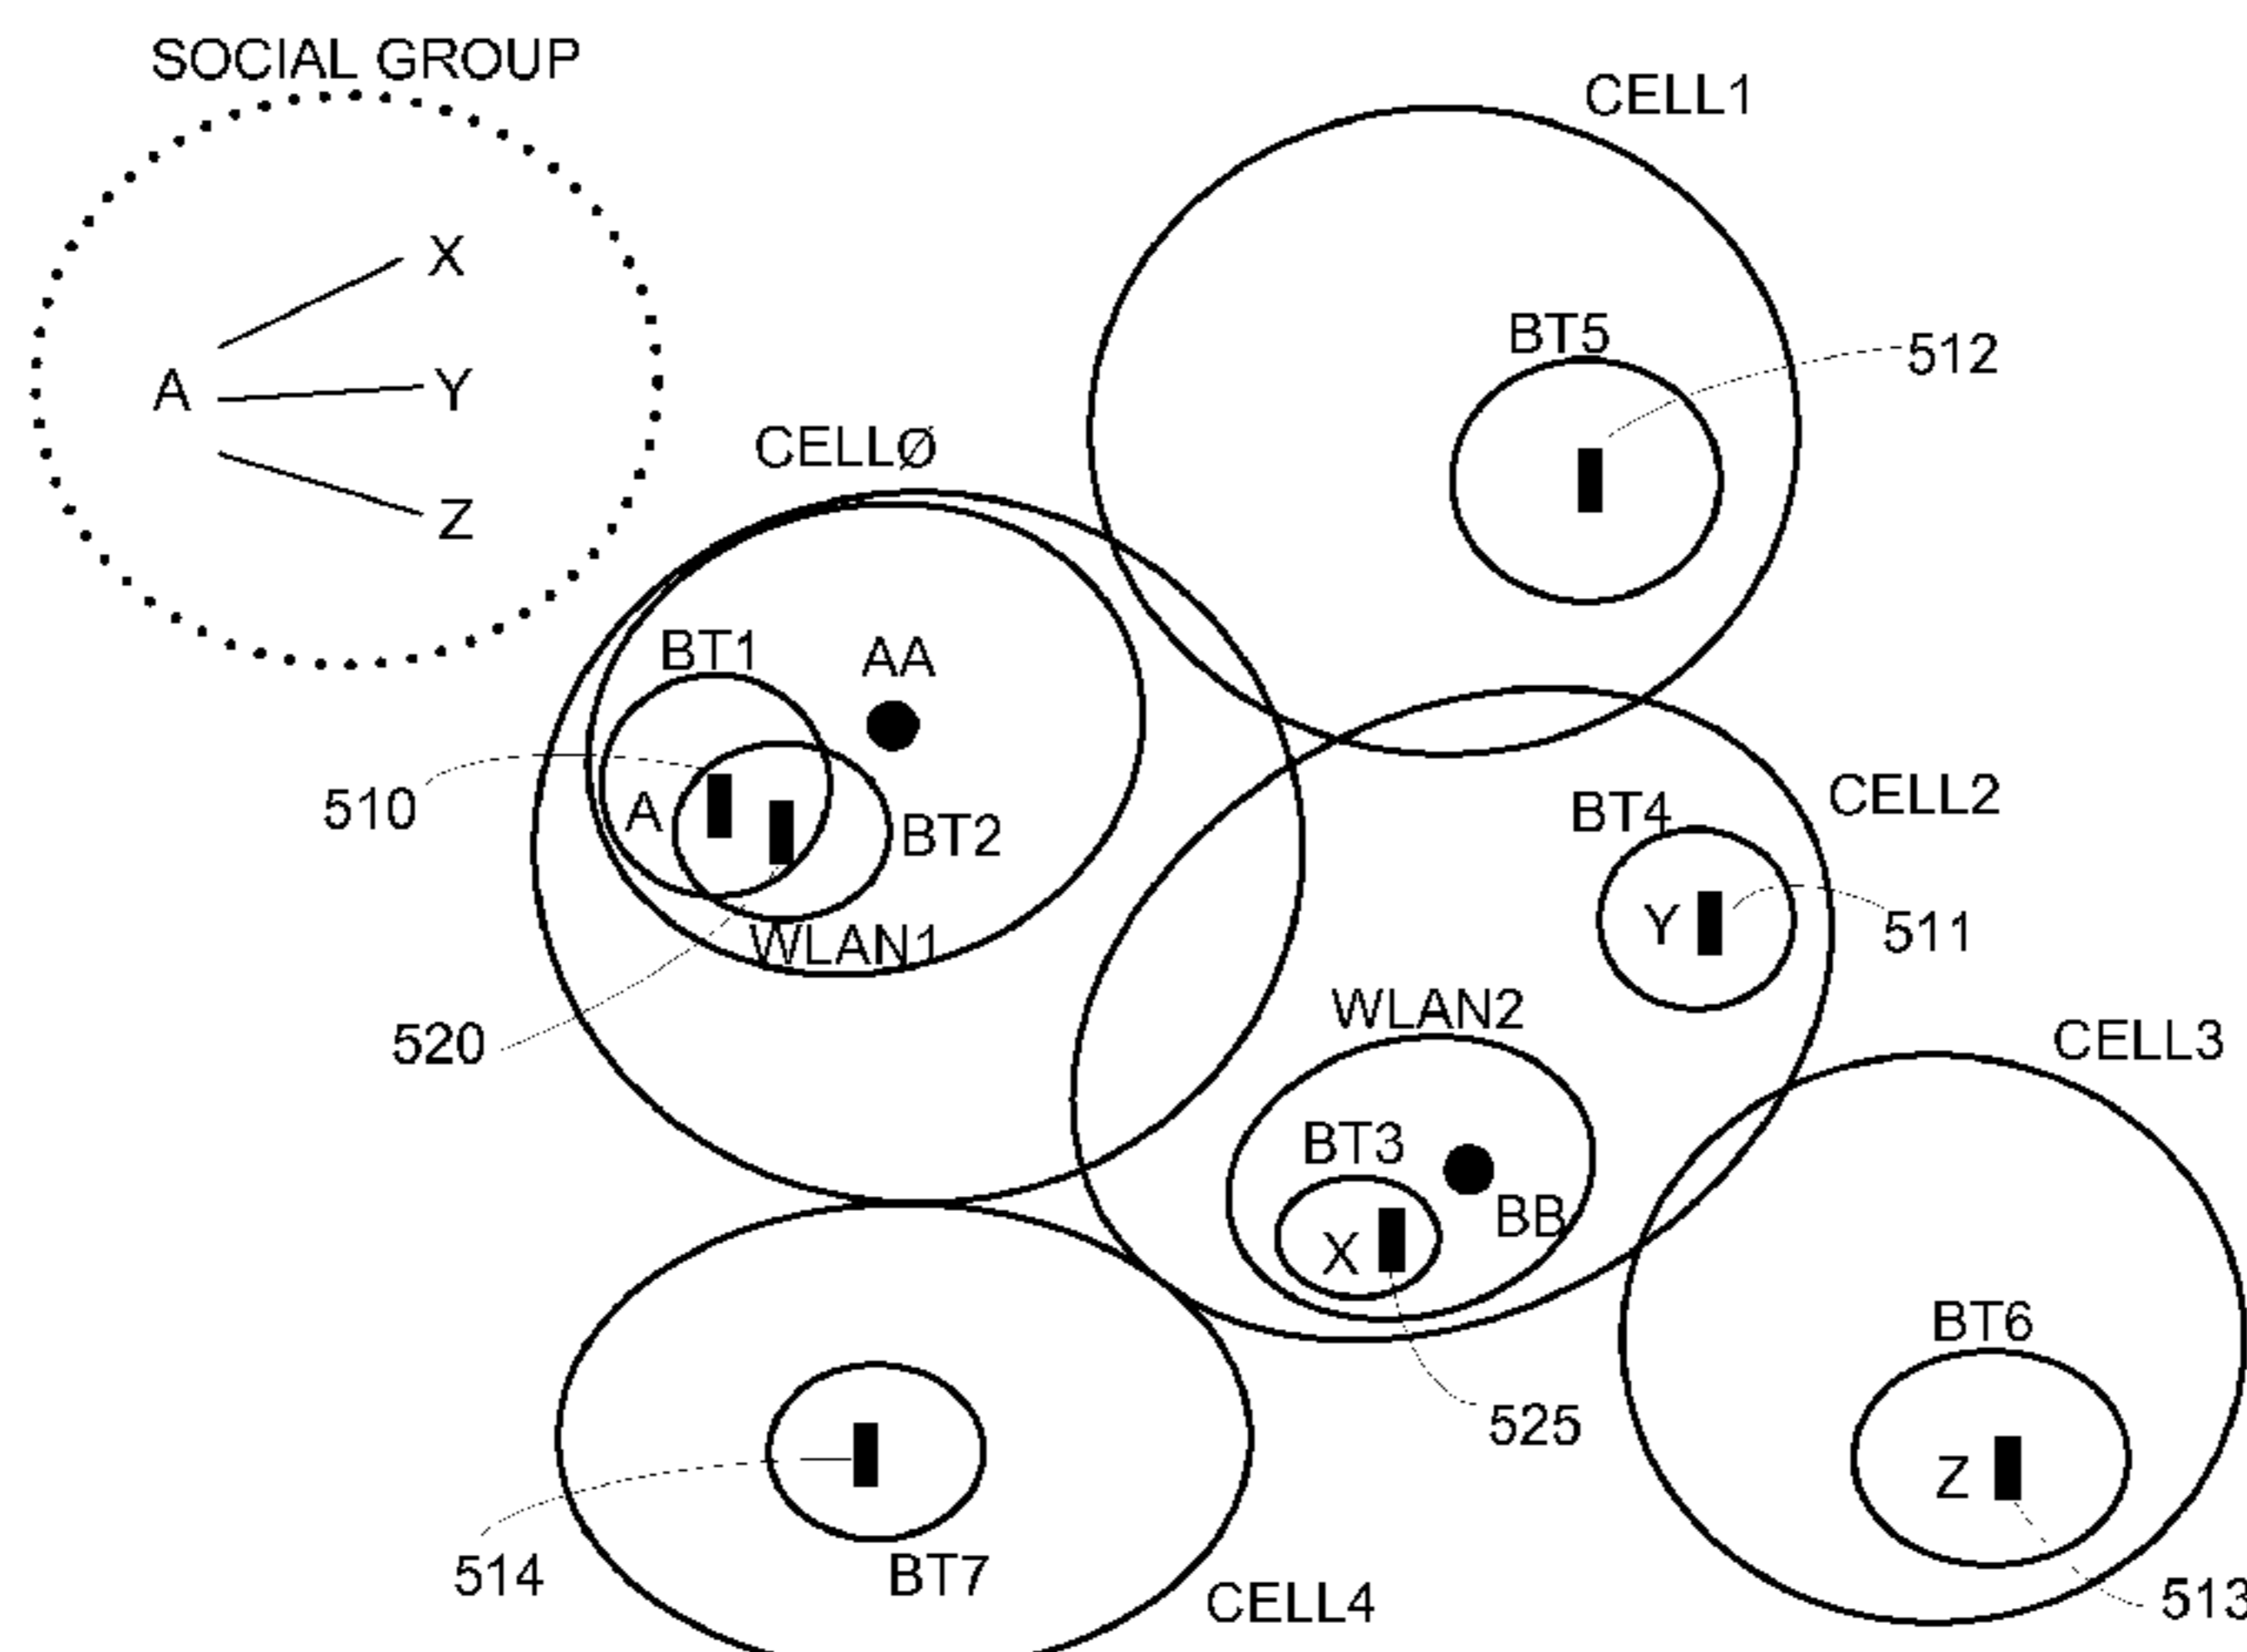 SOCIAL GROUP
CELL1
X
BT5
512
A
Y
CELLØ
Z
BT1
AA
CELL2
510
A
BT4
BT2
Y
511
WLAN1
WLAN2
520
CELL3
BT3
BB
X
BT6
525
Z
514
BT7
CELL4
513